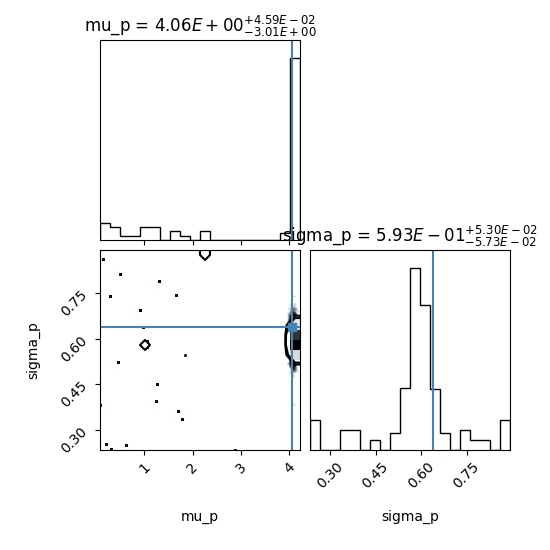 mu_p = 4.06E + 00 +4.59E−02 −3.01E+00
sigma_p = 5.93E − 01 +5.30E−02 −5.73E−02
0.75
0.60
0.45
0.30
sigma_p
1 2 3 4
mu_p
0.30 0.45 0.60 0.75
sigma_p